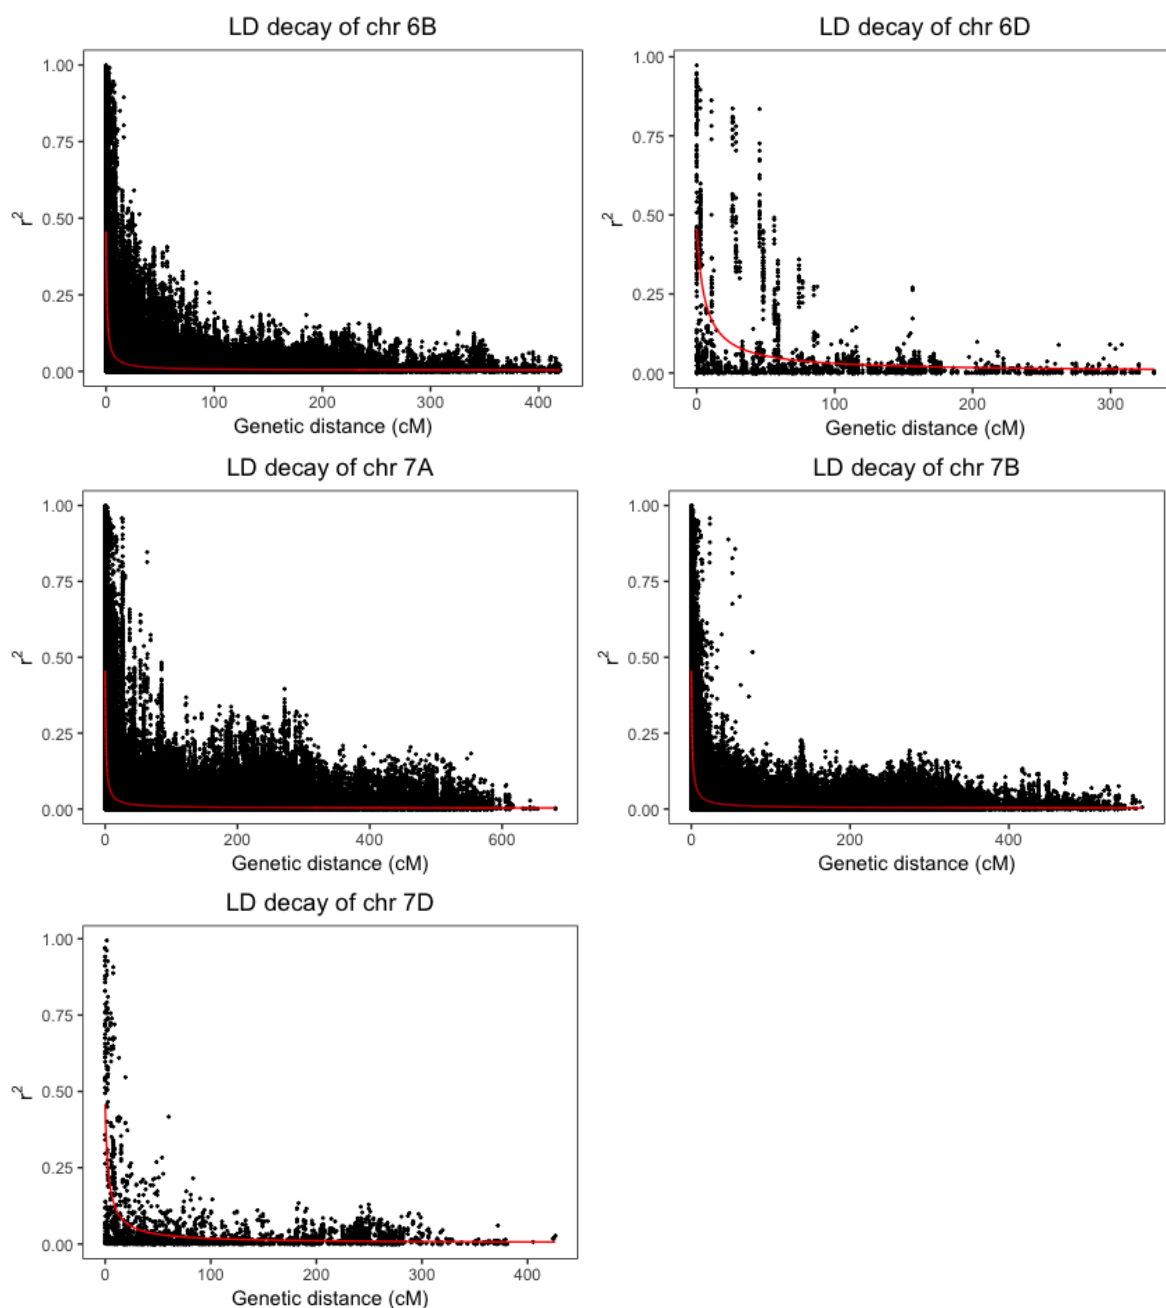 LD decay of chr 6B
r²
1.00
0.75
0.50
0.25
0.00
0 100 200 300 400
Genetic distance (cM)
LD decay of chr 6D
r²
1.00
0.75
0.50
0.25
0.00
0 100 200 300
Genetic distance (cM)
LD decay of chr 7A
r²
1.00
0.75
0.50
0.25
0.00
0 200 400 600
Genetic distance (cM)
LD decay of chr 7B
r²
1.00
0.75
0.50
0.25
0.00
0 200 400
Genetic distance (cM)
LD decay of chr 7D
r²
1.00
0.75
0.50
0.25
0.00
0 100 200 300 400
Genetic distance (cM)